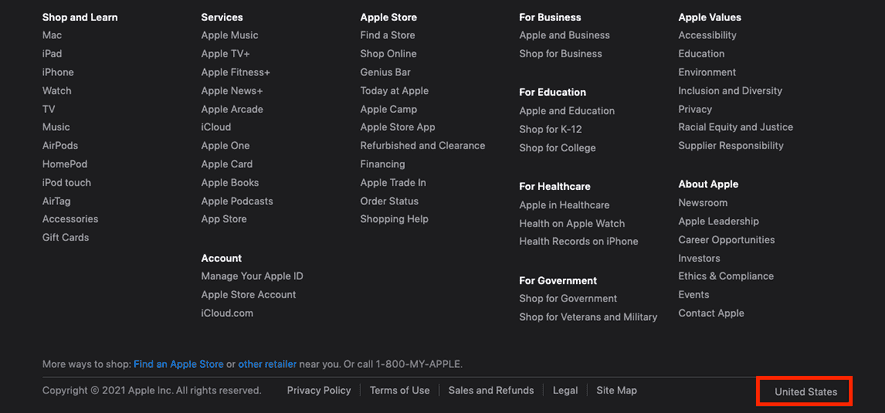 Shop and Learn
Mac
iPad
iPhone
Watch
TV
Music
AirPods
HomePod
iPod touch
AirTag
Accessories
Gift Cards
Services
Apple Music
Apple TV+
Apple Fitness+
Apple News+
Apple Arcade
iCloud
Apple One
Apple Card
Apple Books
Apple Podcasts
App Store
Account
Manage Your Apple ID
Apple Store Account
iCloud.com
Apple Store
Find a Store
Shop Online
Genius Bar
Today at Apple
Apple Camp
Apple Store App
Refurbished and Clearance
Financing
Apple Trade In
Order Status
Shopping Help
For Business
Apple and Business
Shop for Business
For Education
Apple and Education
Shop for K-12
Shop for College
For Healthcare
Apple in Healthcare
Health on Apple Watch
Health Records on iPhone
For Government
Shop for Government
Shop for Veterans and Military
Apple Values
Accessibility
Education
Environment
Inclusion and Diversity
Privacy
Racial Equity and Justice
Supplier Responsibility
About Apple
Newsroom
Apple Leadership
Career Opportunities
Investors
Ethics & Compliance
Events
Contact Apple
More ways to shop: Find an Apple Store or other retailer near you. Or call 1-800-MY-APPLE.
Copyright © 2021 Apple Inc. All rights reserved. Privacy Policy Terms of Use Sales and Refunds Legal Site Map United States